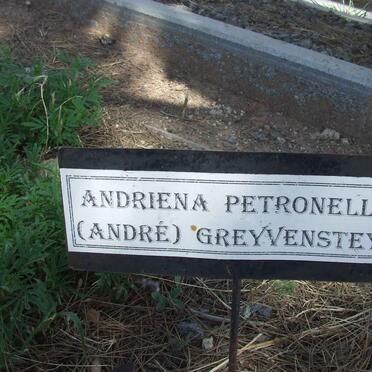 ANDRIENA PETRONELL
(ANDRÉ) GREYVENSTEY